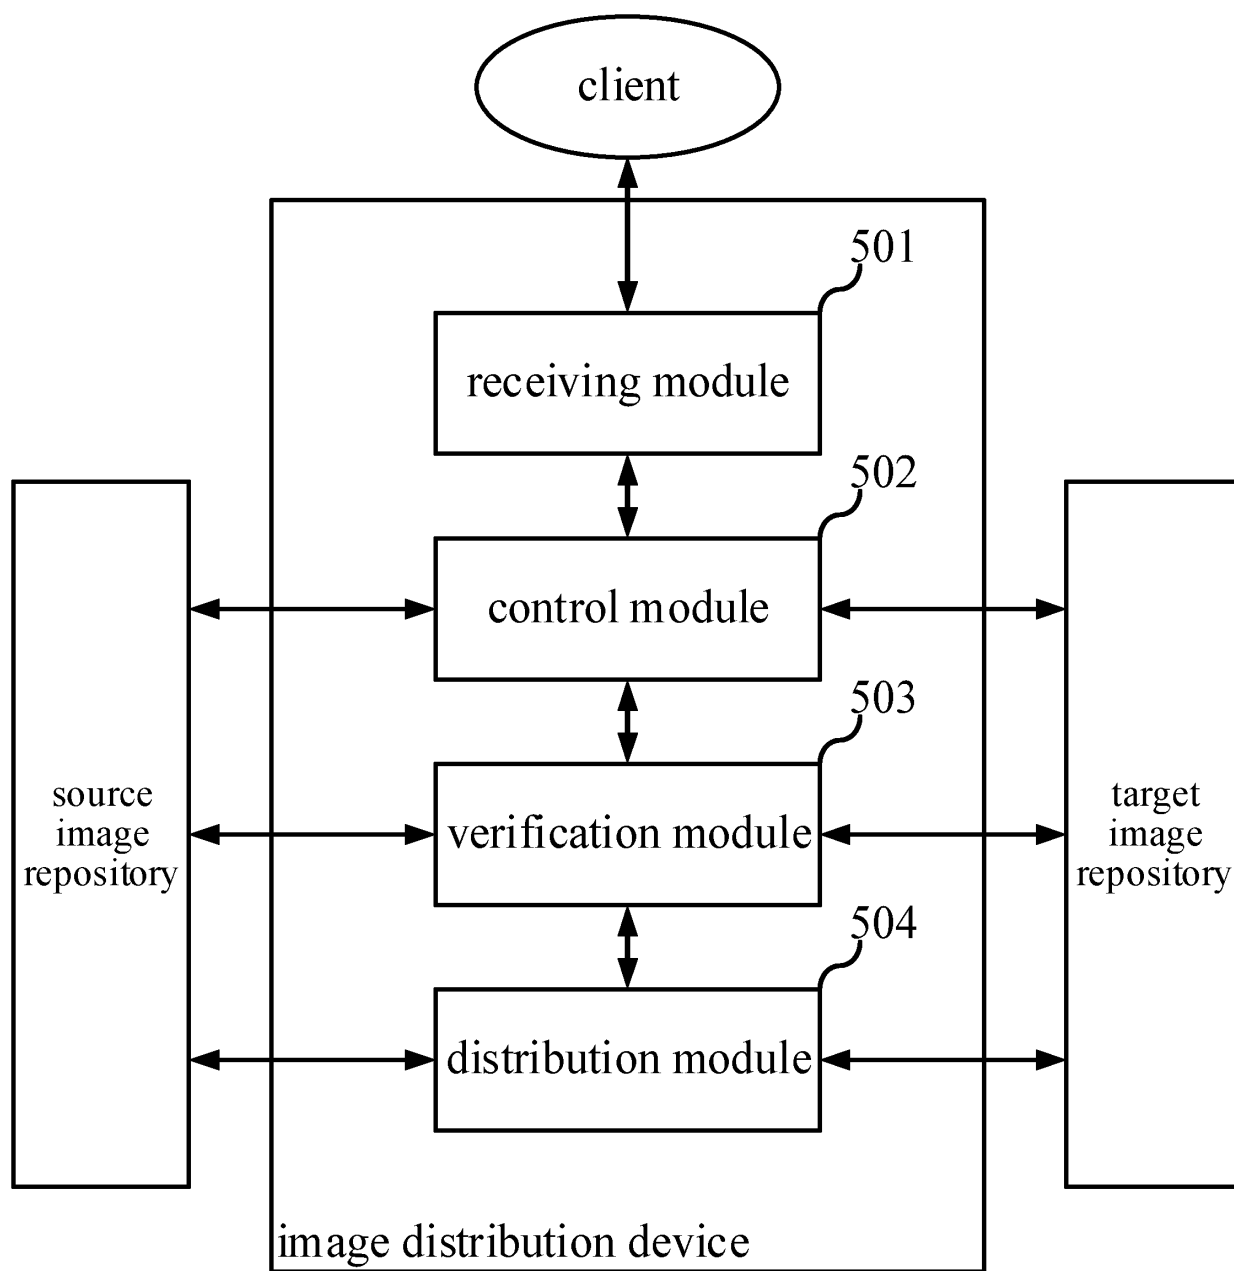 client
501
receiving module
502
control module
503
source
image
repository
verification module
target
image
repository
504
distribution module
image distribution device